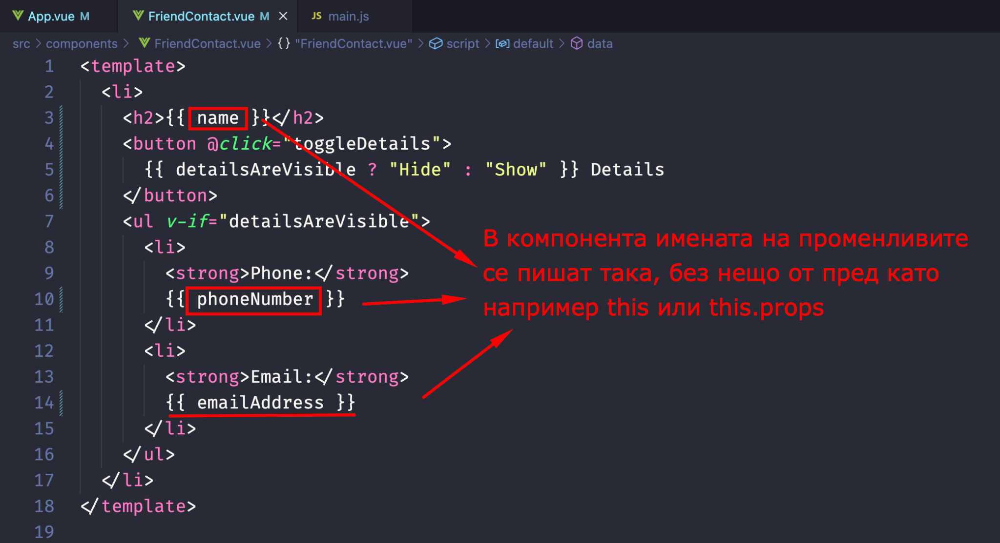 App.vue M FriendContact.vue M JS main.js
src components FriendContact.vue {} "FriendContact.vue" script default data
1 <template>
2 <li>
3 <h2>{{ name }}</h2>
4 <button @click="toggleDetails">
5 {{ detailsAreVisible ? "Hide" : "Show" }} Details
6 </button>
7 <ul v-if="detailsAreVisible">
8 <li>
9 <strong>Phone:</strong>
10 {{ phoneNumber }}
11 </li>
12 <li>
13 <strong>Email:</strong>
14 {{ emailAddress }}
15 </li>
16 </ul>
17 </li>
18 </template>
19
В компонента имената на променливите
се пишат така, без нещо от пред като
например this или this.props